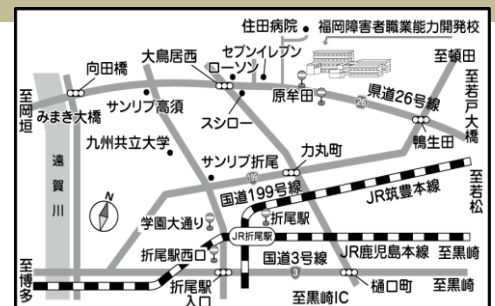 住田病院
福岡障害者職業能力開発校
大鳥居西
セブンイレブン
ローソン
至頓田
向田橋
至岡垣
みまき大橋
サンリブ高須
原牟田
県道26号線
26
至若戸大橋
スシロー
九州共立大学
鴨生田
遠賀川
サンリブ折尾
力丸町
199
国道199号線
JR筑豊本線
至若松
N
学園大通り
折尾駅
JR折尾駅
折尾駅西口
国道3号線
JR鹿児島本線
至黒崎
至博多
折尾駅入口
3
至黒崎IC
樋口町
至黒崎